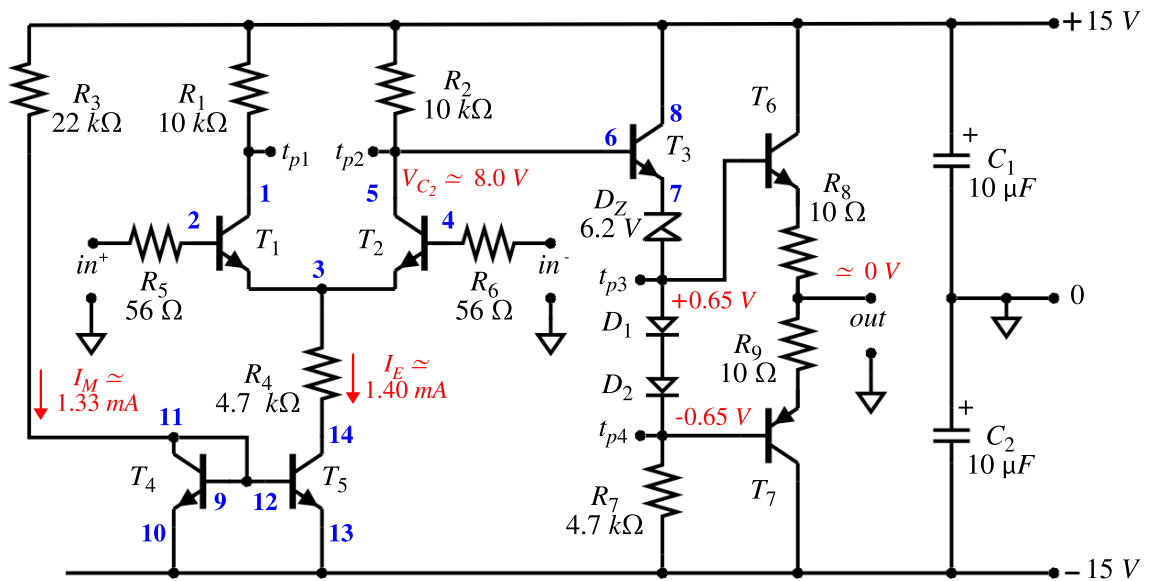 +15 V
R3
22 kΩ
R1
10 kΩ
R2
10 kΩ
tp1
tp2
VC2 ≃ 8.0 V
1
2
3
4
5
6
7
8
T1
T2
T3
T6
in+
R5
56 Ω
R6
56 Ω
in-
DZ
6.2 V
tp3
+0.65 V
D1
D2
tp4
-0.65 V
R8
10 Ω
≃ 0 V
out
R9
10 Ω
C1
+
10 µF
0
C2
+
10 µF
IM ≃
1.33 mA
R4
4.7 kΩ
IE ≃
1.40 mA
11
14
T4
9
12
T5
10
13
R7
4.7 kΩ
T7
−15 V